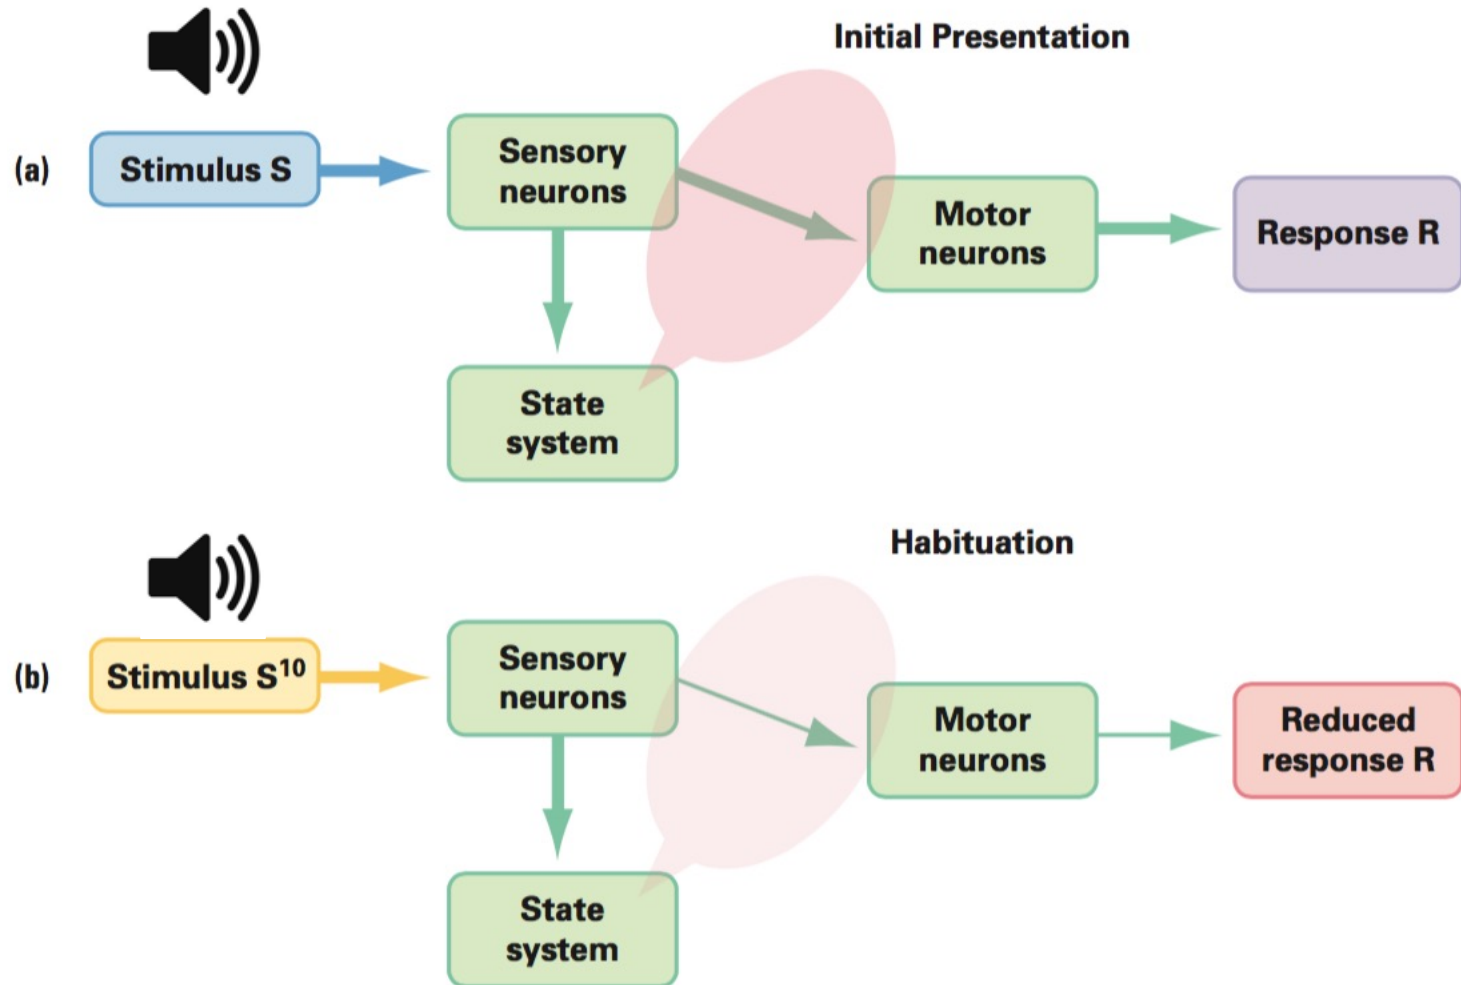 Initial Presentation
(a)
Stimulus S
Sensory
neurons
Motor
neurons
Response R
State
system
Habituation
(b)
Stimulus S¹⁰
Sensory
neurons
Motor
neurons
Reduced
response R
State
system